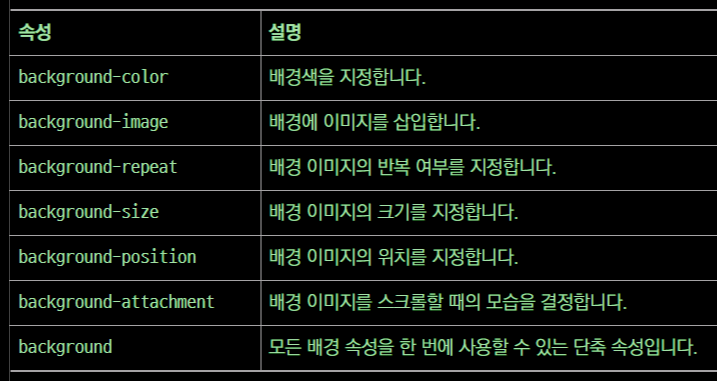 속성 설명
background-color 배경색을 지정합니다.
background-image 배경에 이미지를 삽입합니다.
background-repeat 배경 이미지의 반복 여부를 지정합니다.
background-size 배경 이미지의 크기를 지정합니다.
background-position 배경 이미지의 위치를 지정합니다.
background-attachment 배경 이미지를 스크롤할 때의 모습을 결정합니다.
background 모든 배경 속성을 한 번에 사용할 수 있는 단축 속성입니다.